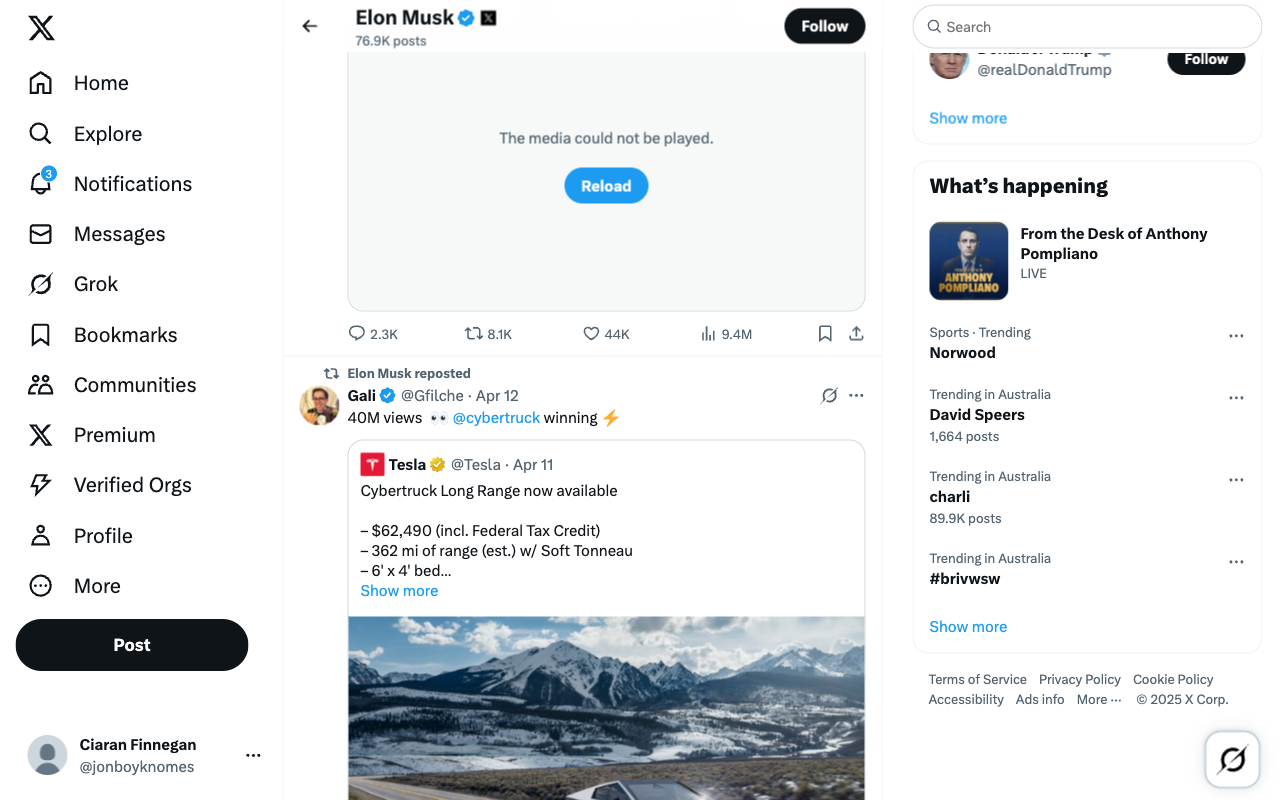 Home
Explore
3
Notifications
Messages
Grok
Bookmarks
Communities
Premium
Verified Orgs
Profile
More
Post
Ciaran Finnegan
@jonboyknomes
Elon Musk
76.9K posts
Follow
The media could not be played.
Reload
2.3K 8.1K 44K 9.4M
Elon Musk reposted
Gali @Gfilche · Apr 12
40M views 👀 @cybertruck winning ⚡
Tesla @Tesla · Apr 11
Cybertruck Long Range now available
– $62,490 (incl. Federal Tax Credit)
– 362 mi of range (est.) w/ Soft Tonneau
– 6' x 4' bed...
Show more
Search
@realDonaldTrump
Follow
Show more
What's happening
ANTHONY
POMPLIANO
From the Desk of Anthony
Pompliano
LIVE
Sports · Trending
Norwood
Trending in Australia
David Speers
1,664 posts
Trending in Australia
charli
89.9K posts
Trending in Australia
#brivwsw
Show more
Terms of Service Privacy Policy Cookie Policy
Accessibility Ads info More ··· © 2025 X Corp.